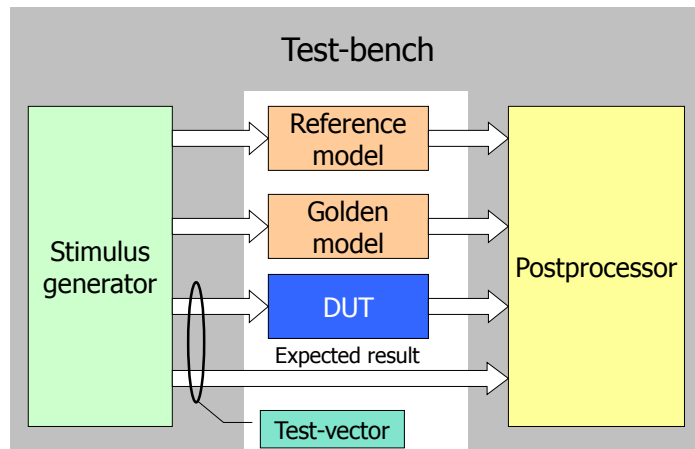 Test-bench
Stimulus
generator
Reference
model
Golden
model
DUT
Expected result
Test-vector
Postprocessor